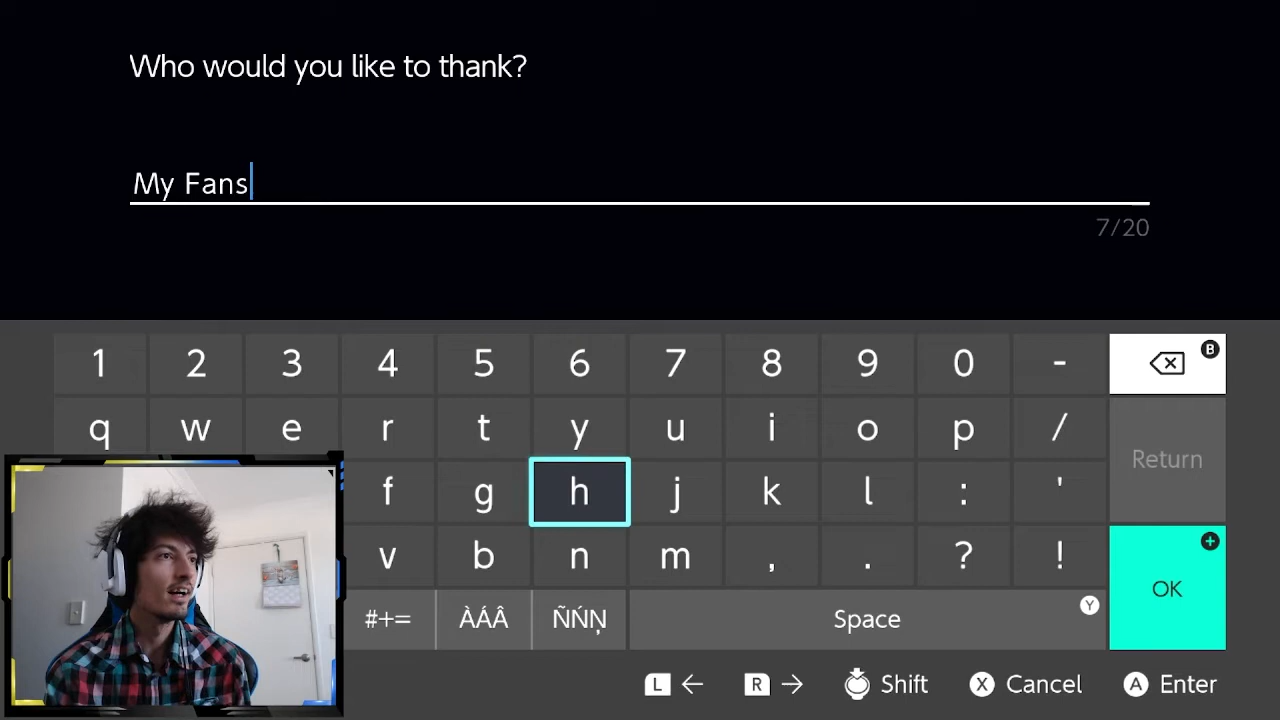 Who would you like to thank?
My Fans
7/20
1 2 3 4 5 6 7 8 9 0 - B
q w e r t y u i o p /
Return
f g h j k l : '
v b n m , . ? ! +
OK
#+= ÀÁÂ ÑŃŅ Space Y
L ← R → Shift X Cancel A Enter